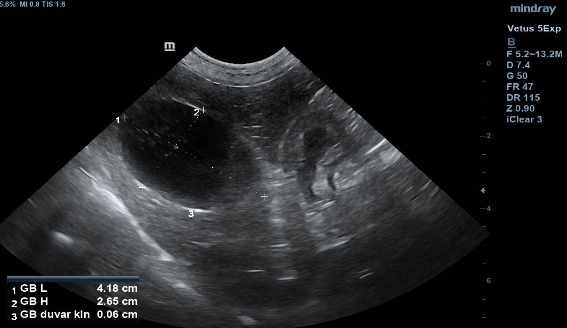 5.6% MI 0.8 TIS 1.6
mindray
Vetus 5Exp
B
F 5.2~13.2M
D 7.4
G 50
FR 47
DR 115
Z 0.90
iClear 3
m
0
2
4
6
1
2
3
1 GB L 4.18 cm
2 GB H 2.65 cm
3 GB duvar kin 0.06 cm